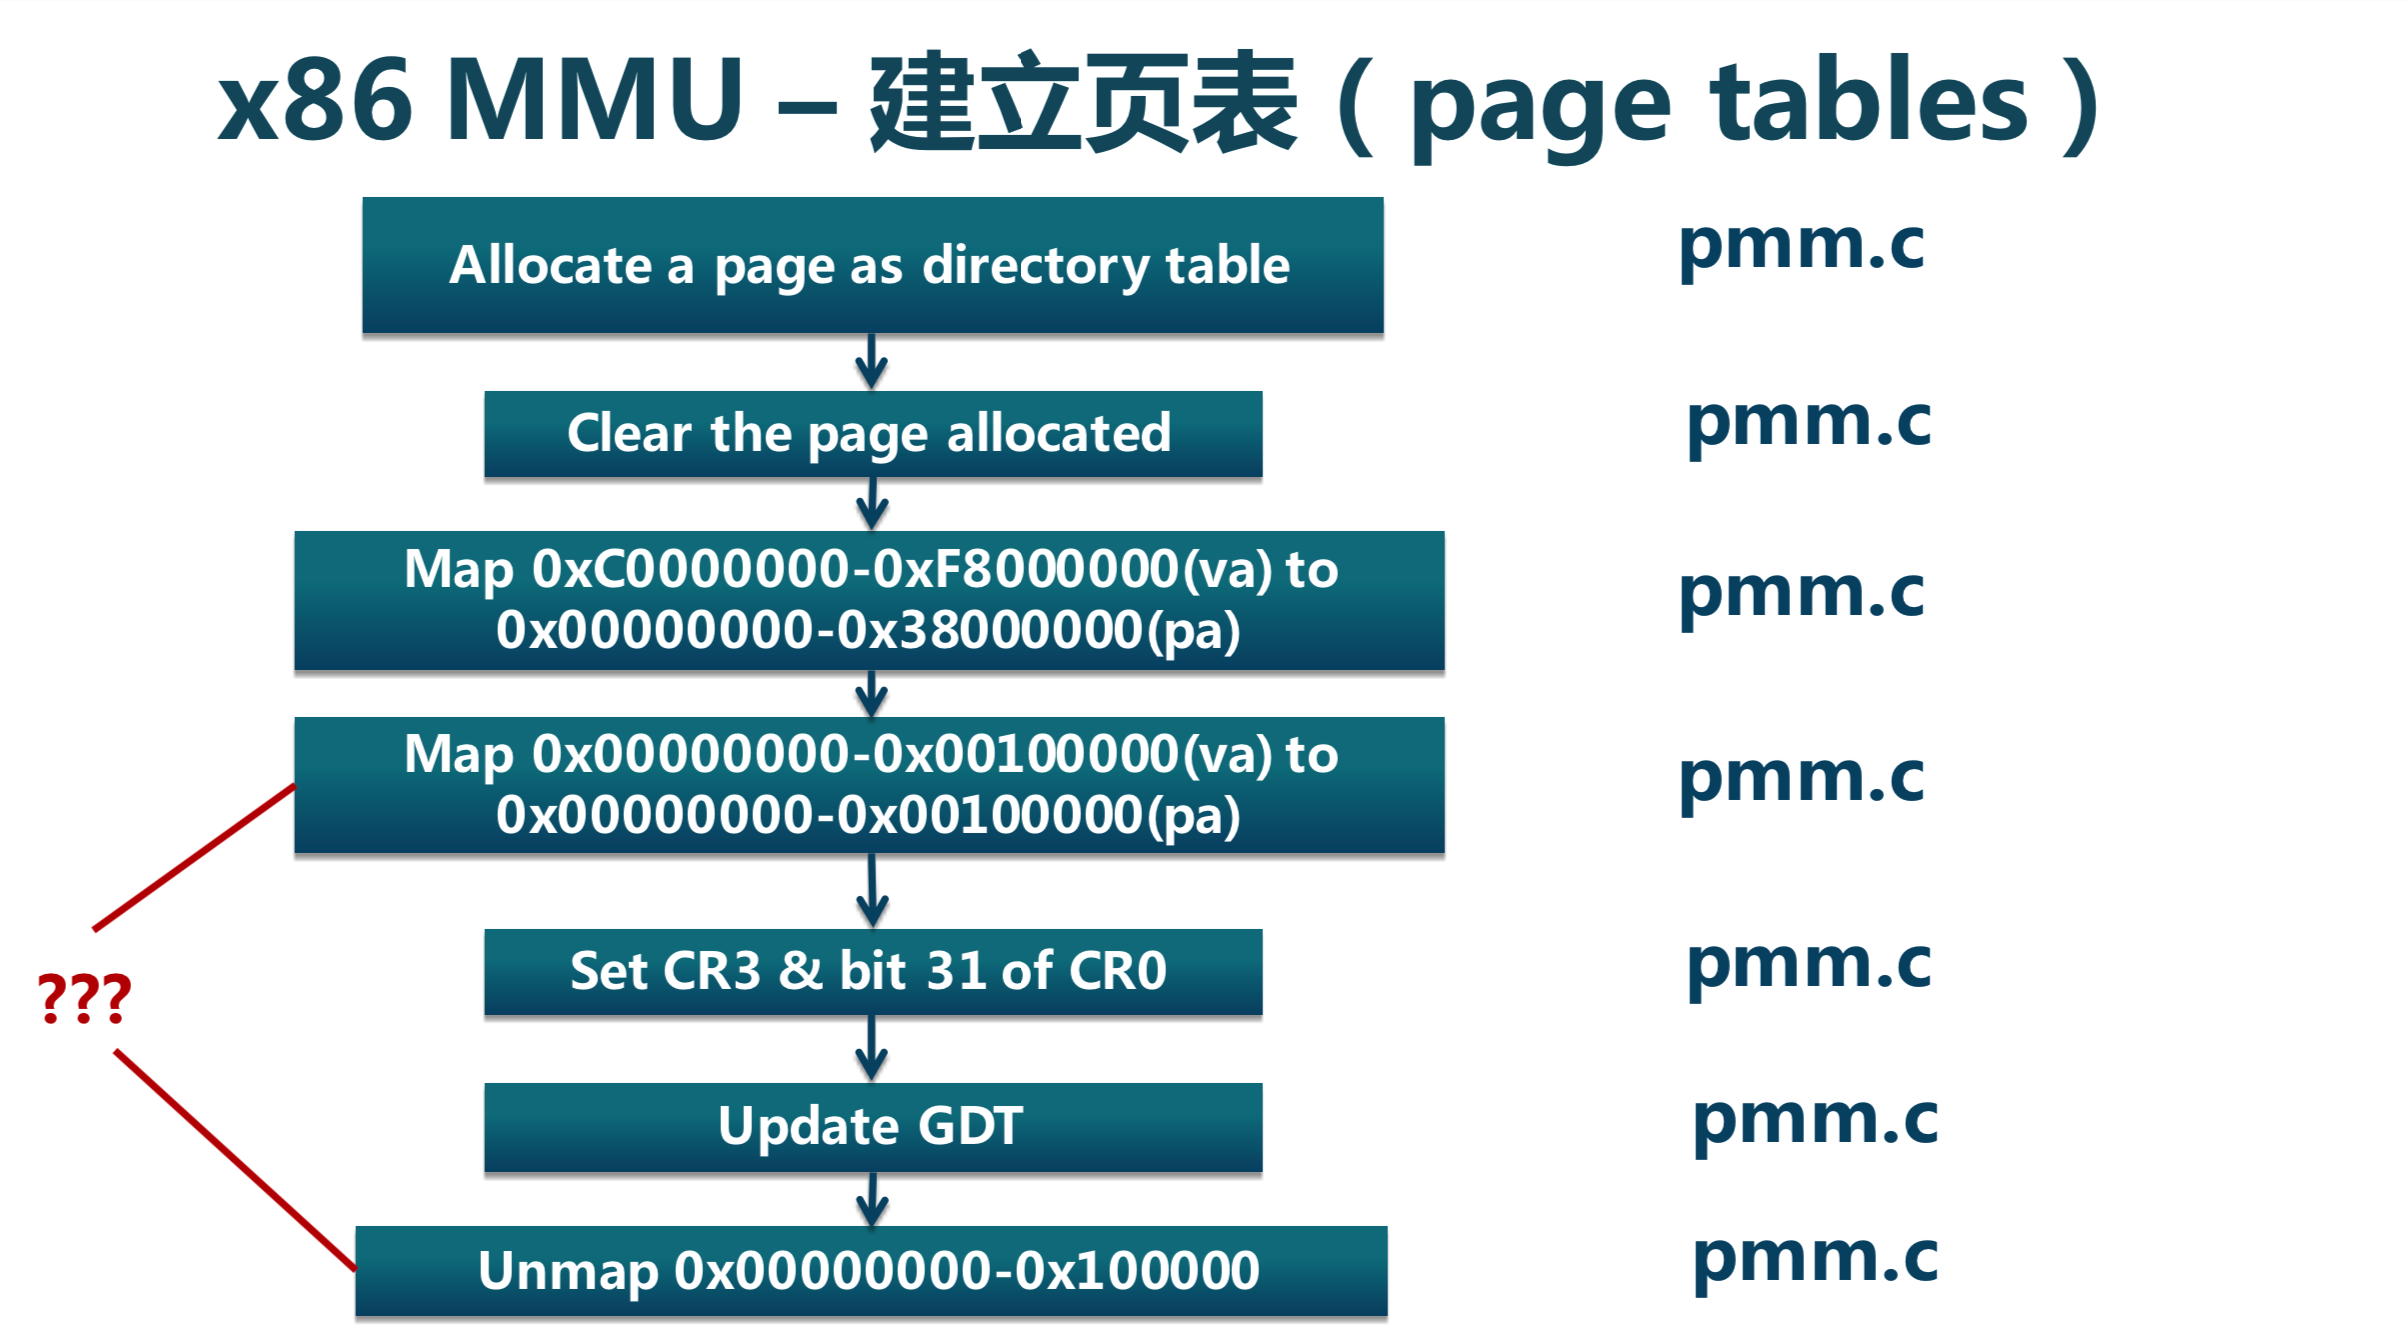 x86 MMU – 建立页表（page tables）
Allocate a page as directory table
pmm.c
Clear the page allocated
pmm.c
Map 0xC0000000-0xF8000000(va) to
0x00000000-0x38000000(pa)
pmm.c
Map 0x00000000-0x00100000(va) to
0x00000000-0x00100000(pa)
pmm.c
???
Set CR3 & bit 31 of CR0
pmm.c
Update GDT
pmm.c
Unmap 0x00000000-0x100000
pmm.c